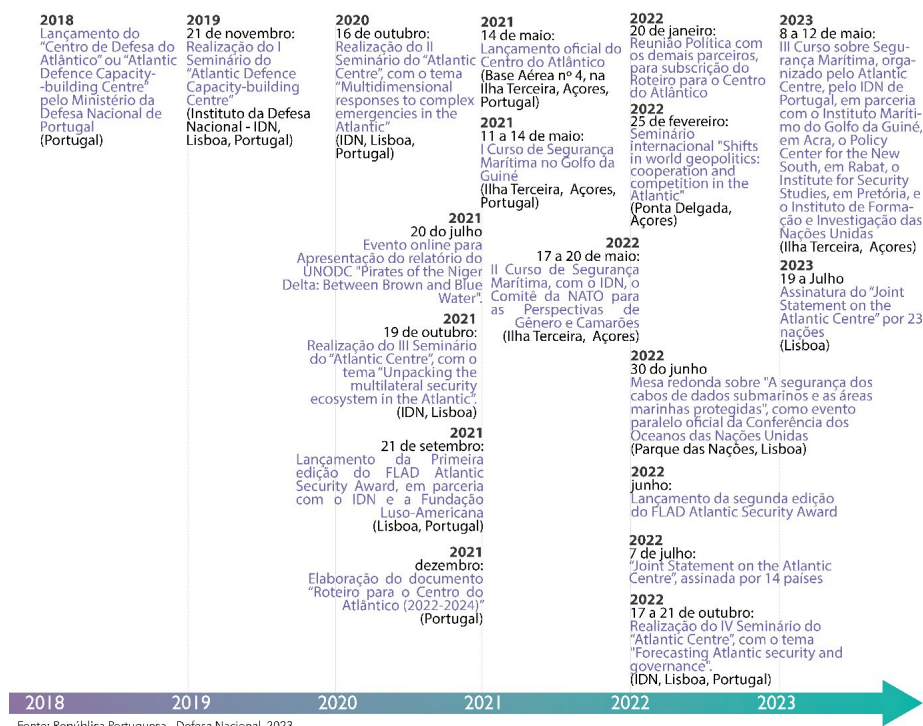 2018
Lançamento do
“Centro de Defesa do
Atlântico” ou “Atlantic
Defence Capacity-
-building Centre”
pelo Ministério da
Defesa Nacional de
Portugal
(Portugal)
2019
21 de novembro:
Realização do I
Seminário do
“Atlantic Defence
Capacity-building
Centre”
(Instituto da Defesa
Nacional - IDN,
Lisboa, Portugal)
2020
16 de outubro:
Realização do II
Seminário do “Atlantic
Centre”, com o tema
“Multidimensional
responses to complex
emergencies in the
Atlantic”
(IDN, Lisboa,
Portugal)
2021
14 de maio:
Lançamento oficial do
Centro do Atlântico
(Base Aérea nº 4, na
Ilha Terceira, Açores,
Portugal)
2021
11 a 14 de maio:
I Curso de Segurança
Marítima no Golfo da
Guiné
(Ilha Terceira, Açores,
Portugal)
2021
20 do julho
Evento online para
Apresentação do relatório do
UNODC "Pirates of the Niger
Delta: Between Brown and Blue
Water".
2021
19 de outubro:
Realização do III Seminário
do “Atlantic Centre”, com o
tema “Unpacking the
multilateral security
ecosystem in the Atlantic”.
(IDN, Lisboa)
2021
21 de setembro:
Lançamento da Primeira
edição do FLAD Atlantic
Security Award, em parceria
com o IDN e a Fundação
Luso-Americana
(Lisboa, Portugal)
2021
dezembro:
Elaboração do documento
“Roteiro para o Centro do
Atlântico (2022-2024)”
(Portugal)
2022
20 de janeiro:
Reunião Política com
os demais parceiros,
para subscrição do
Roteiro para o Centro
do Atlântico
2022
25 de fevereiro:
Seminário
internacional "Shifts
in world geopolitics:
cooperation and
competition in the
Atlantic"
(Ponta Delgada,
Açores)
2022
17 a 20 de maio:
II Curso de Segurança
Marítima, com o IDN, o
Comitê da NATO para
as Perspectivas de
Gênero e Camarões
(Ilha Terceira, Açores)
2022
30 do junho
Mesa redonda sobre "A segurança dos
cabos de dados submarinos e as áreas
marinhas protegidas", como evento
paralelo oficial da Conferência dos
Oceanos das Nações Unidas
(Parque das Nações, Lisboa)
2022
junho:
Lançamento da segunda edição
do FLAD Atlantic Security Award
2022
7 de julho:
“Joint Statement on the Atlantic
Centre”, assinada por 14 países
2022
17 a 21 de outubro:
Realização do IV Seminário do
“Atlantic Centre”, com o tema
"Forecasting Atlantic security and
governance".
(IDN, Lisboa, Portugal)
2023
8 a 12 de maio:
III Curso sobre Segu-
rança Marítima, orga-
nizado pelo Atlantic
Centre, pelo IDN de
Portugal, em parceria
com o Instituto Maríti-
mo do Golfo da Guiné,
em Acra, o Policy
Center for the New
South, em Rabat, o
Institute for Security
Studies, em Pretória, e
o Instituto de Forma-
ção e Investigação das
Nações Unidas
(Ilha Terceira, Açores)
2023
19 a Julho
Assinatura do “Joint
Statement on the
Atlantic Centre” por 23
nações
(Lisboa)
2018 2019 2020 2021 2022 2023
Fonte: República Portuguesa - Defesa Nacional, 2023